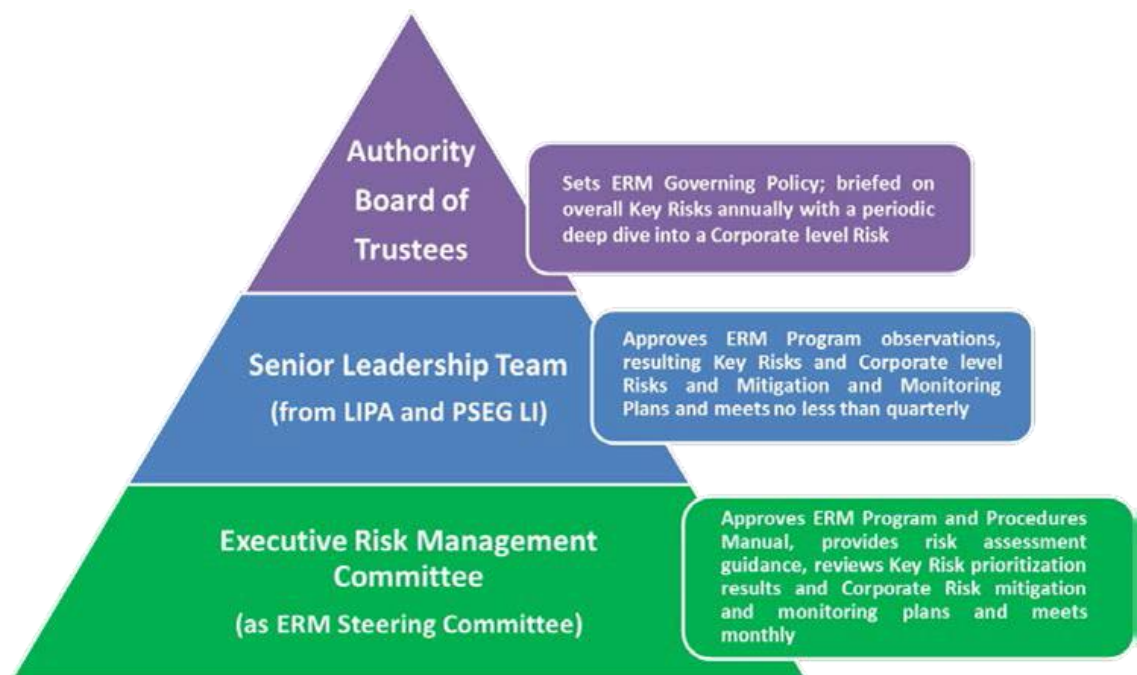 Authority
Board of
Trustees
Sets ERM Governing Policy; briefed on
overall Key Risks annually with a periodic
deep dive into a Corporate level Risk
Senior Leadership Team
(from LIPA and PSEG LI)
Approves ERM Program observations,
resulting Key Risks and Corporate level
Risks and Mitigation and Monitoring
Plans and meets no less than quarterly
Executive Risk Management
Committee
(as ERM Steering Committee)
Approves ERM Program and Procedures
Manual, provides risk assessment
guidance, reviews Key Risk prioritization
results and Corporate Risk mitigation
and monitoring plans and meets
monthly